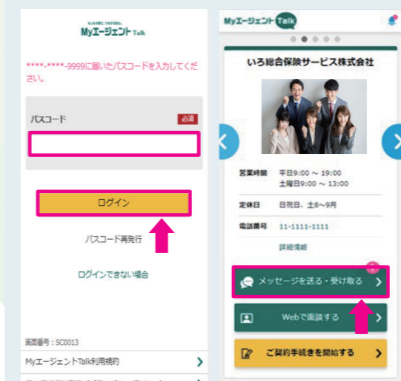 Myエージェント Talk
****-****-9999に届いたパスコードを入力してくだ
さい。
パスコード
必須
ログイン
パスコード再発行
ログインできない場合
画面番号：SC0013
Myエージェント Talk利用規約
Myエージェント Talk
いろ総合保険サービス株式会社
営業時間 平日9:00 ～ 19:00
土曜日9:00 ～ 13:00
定休日 日祝日、土8～9月
電話番号 11-1111-1111
詳細情報
メッセージを送る・受け取る
Webで面談する
ご契約手続きを開始する